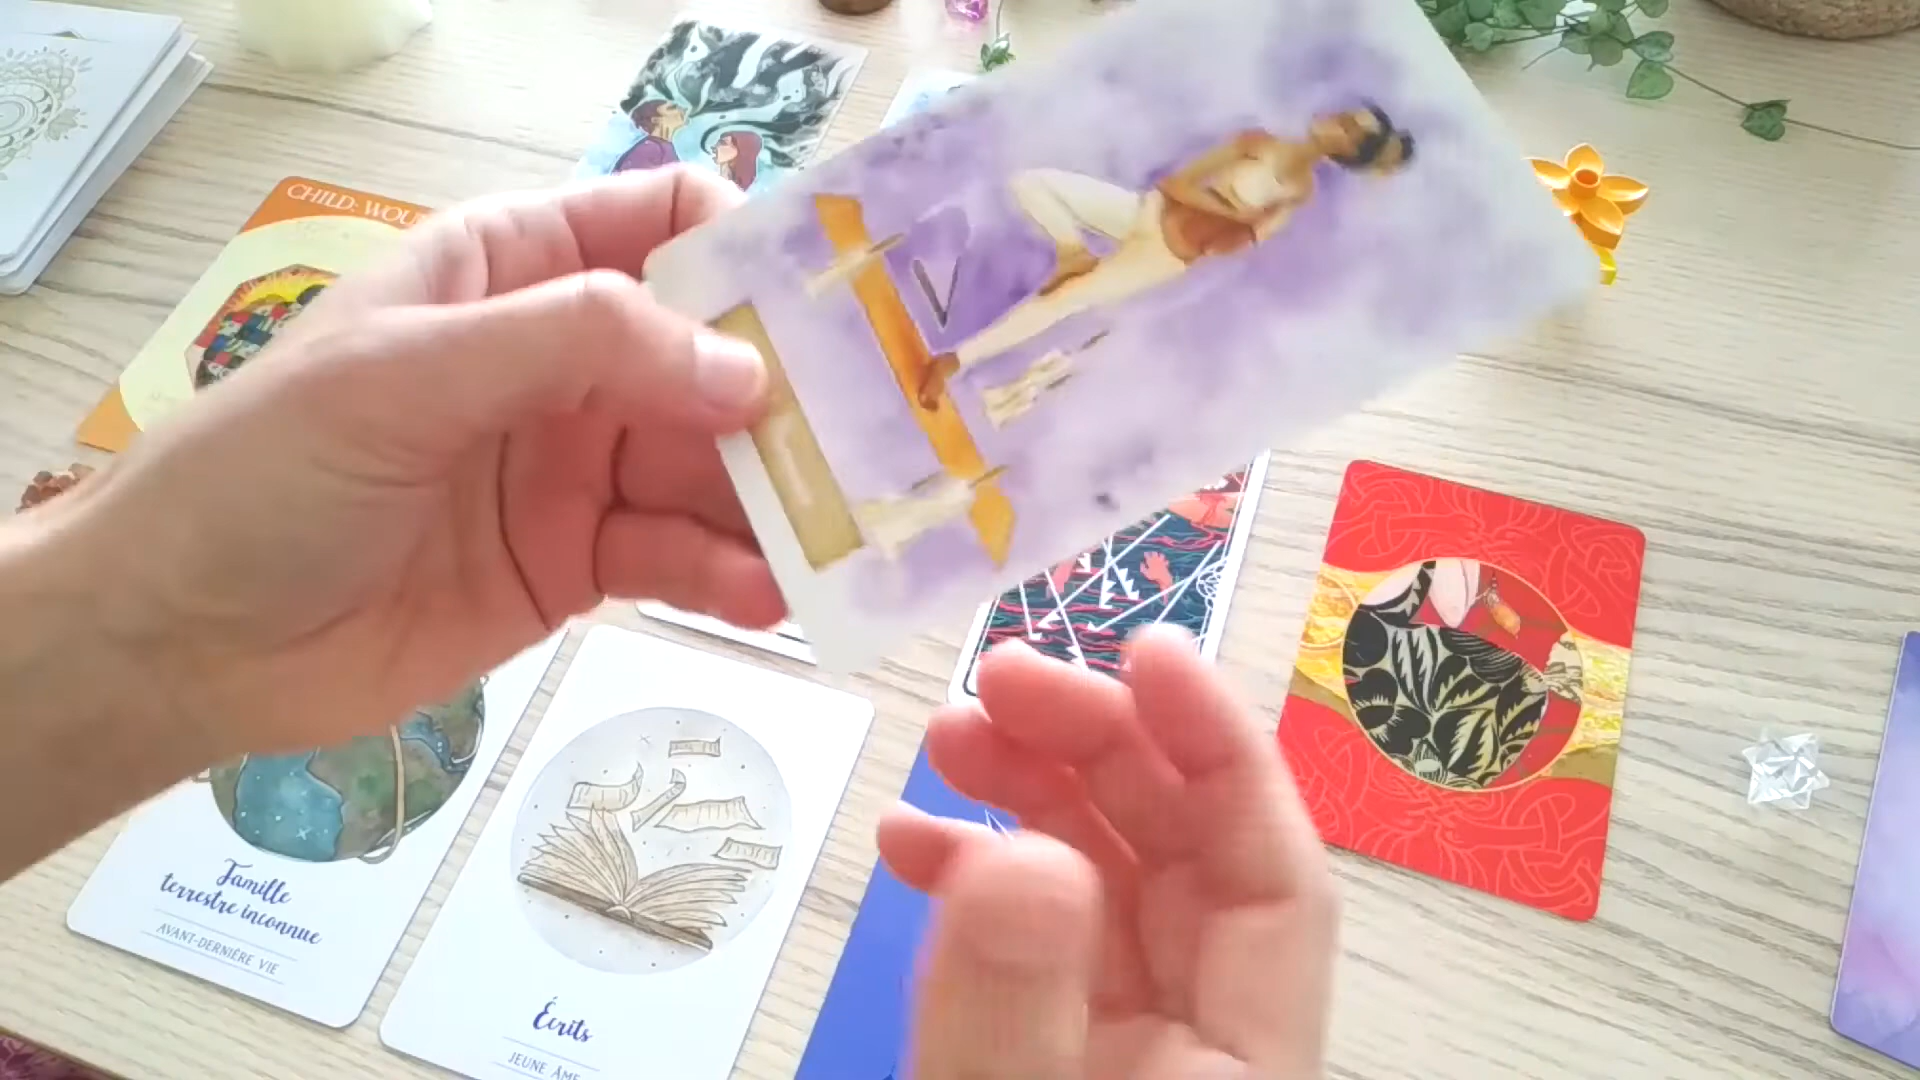 CHILD: WOU
V
Famille
terrestre inconnue
AVANT-DERNIÈRE VIE
Écrits
JEUNE ÂME